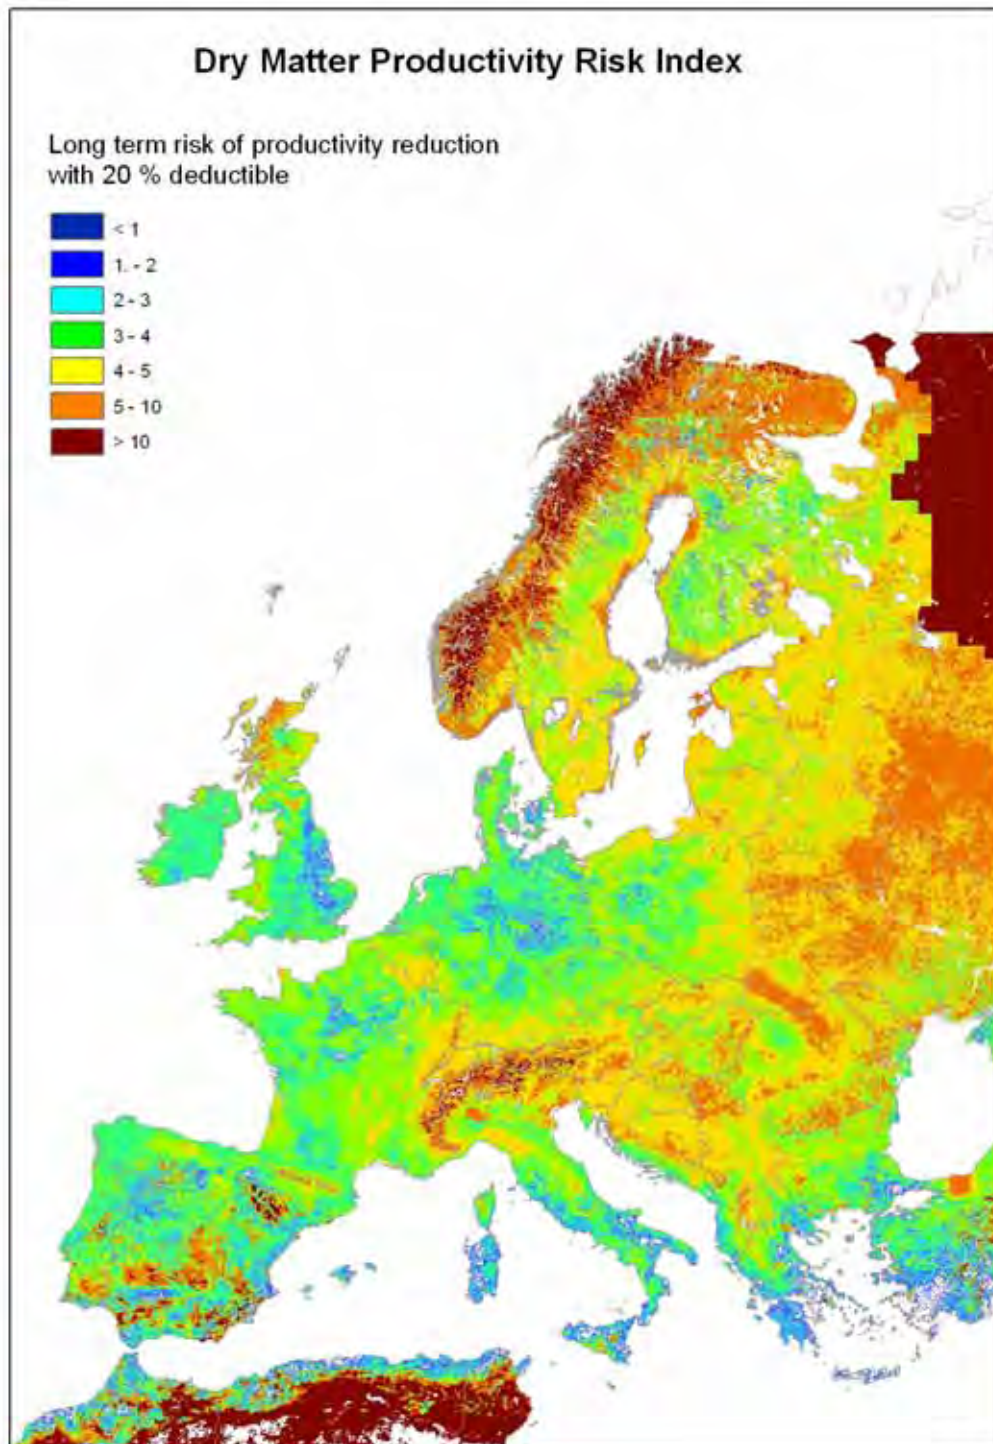 Dry Matter Productivity Risk Index
Long term risk of productivity reduction
with 20 % deductible
< 1
1. - 2
2 - 3
3 - 4
4 - 5
5 - 10
> 10